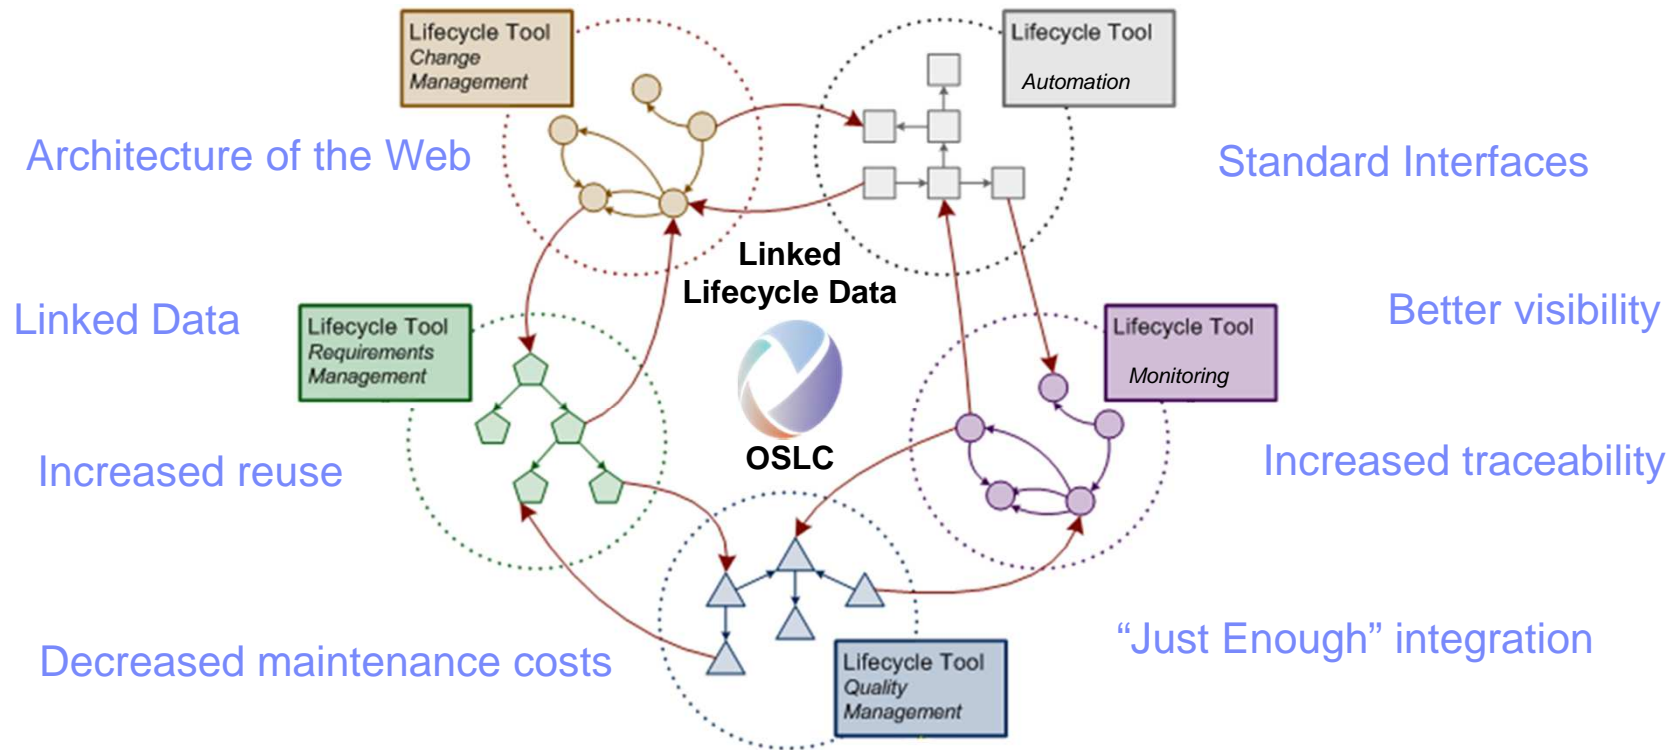 Lifecycle Tool
Change
Management
Lifecycle Tool
Automation
Architecture of the Web
Standard Interfaces
Linked
Lifecycle Data
Linked Data
Lifecycle Tool
Requirements
Management
Lifecycle Tool
Monitoring
Better visibility
OSLC
Increased reuse
Increased traceability
Decreased maintenance costs
Lifecycle Tool
Quality
Management
“Just Enough” integration